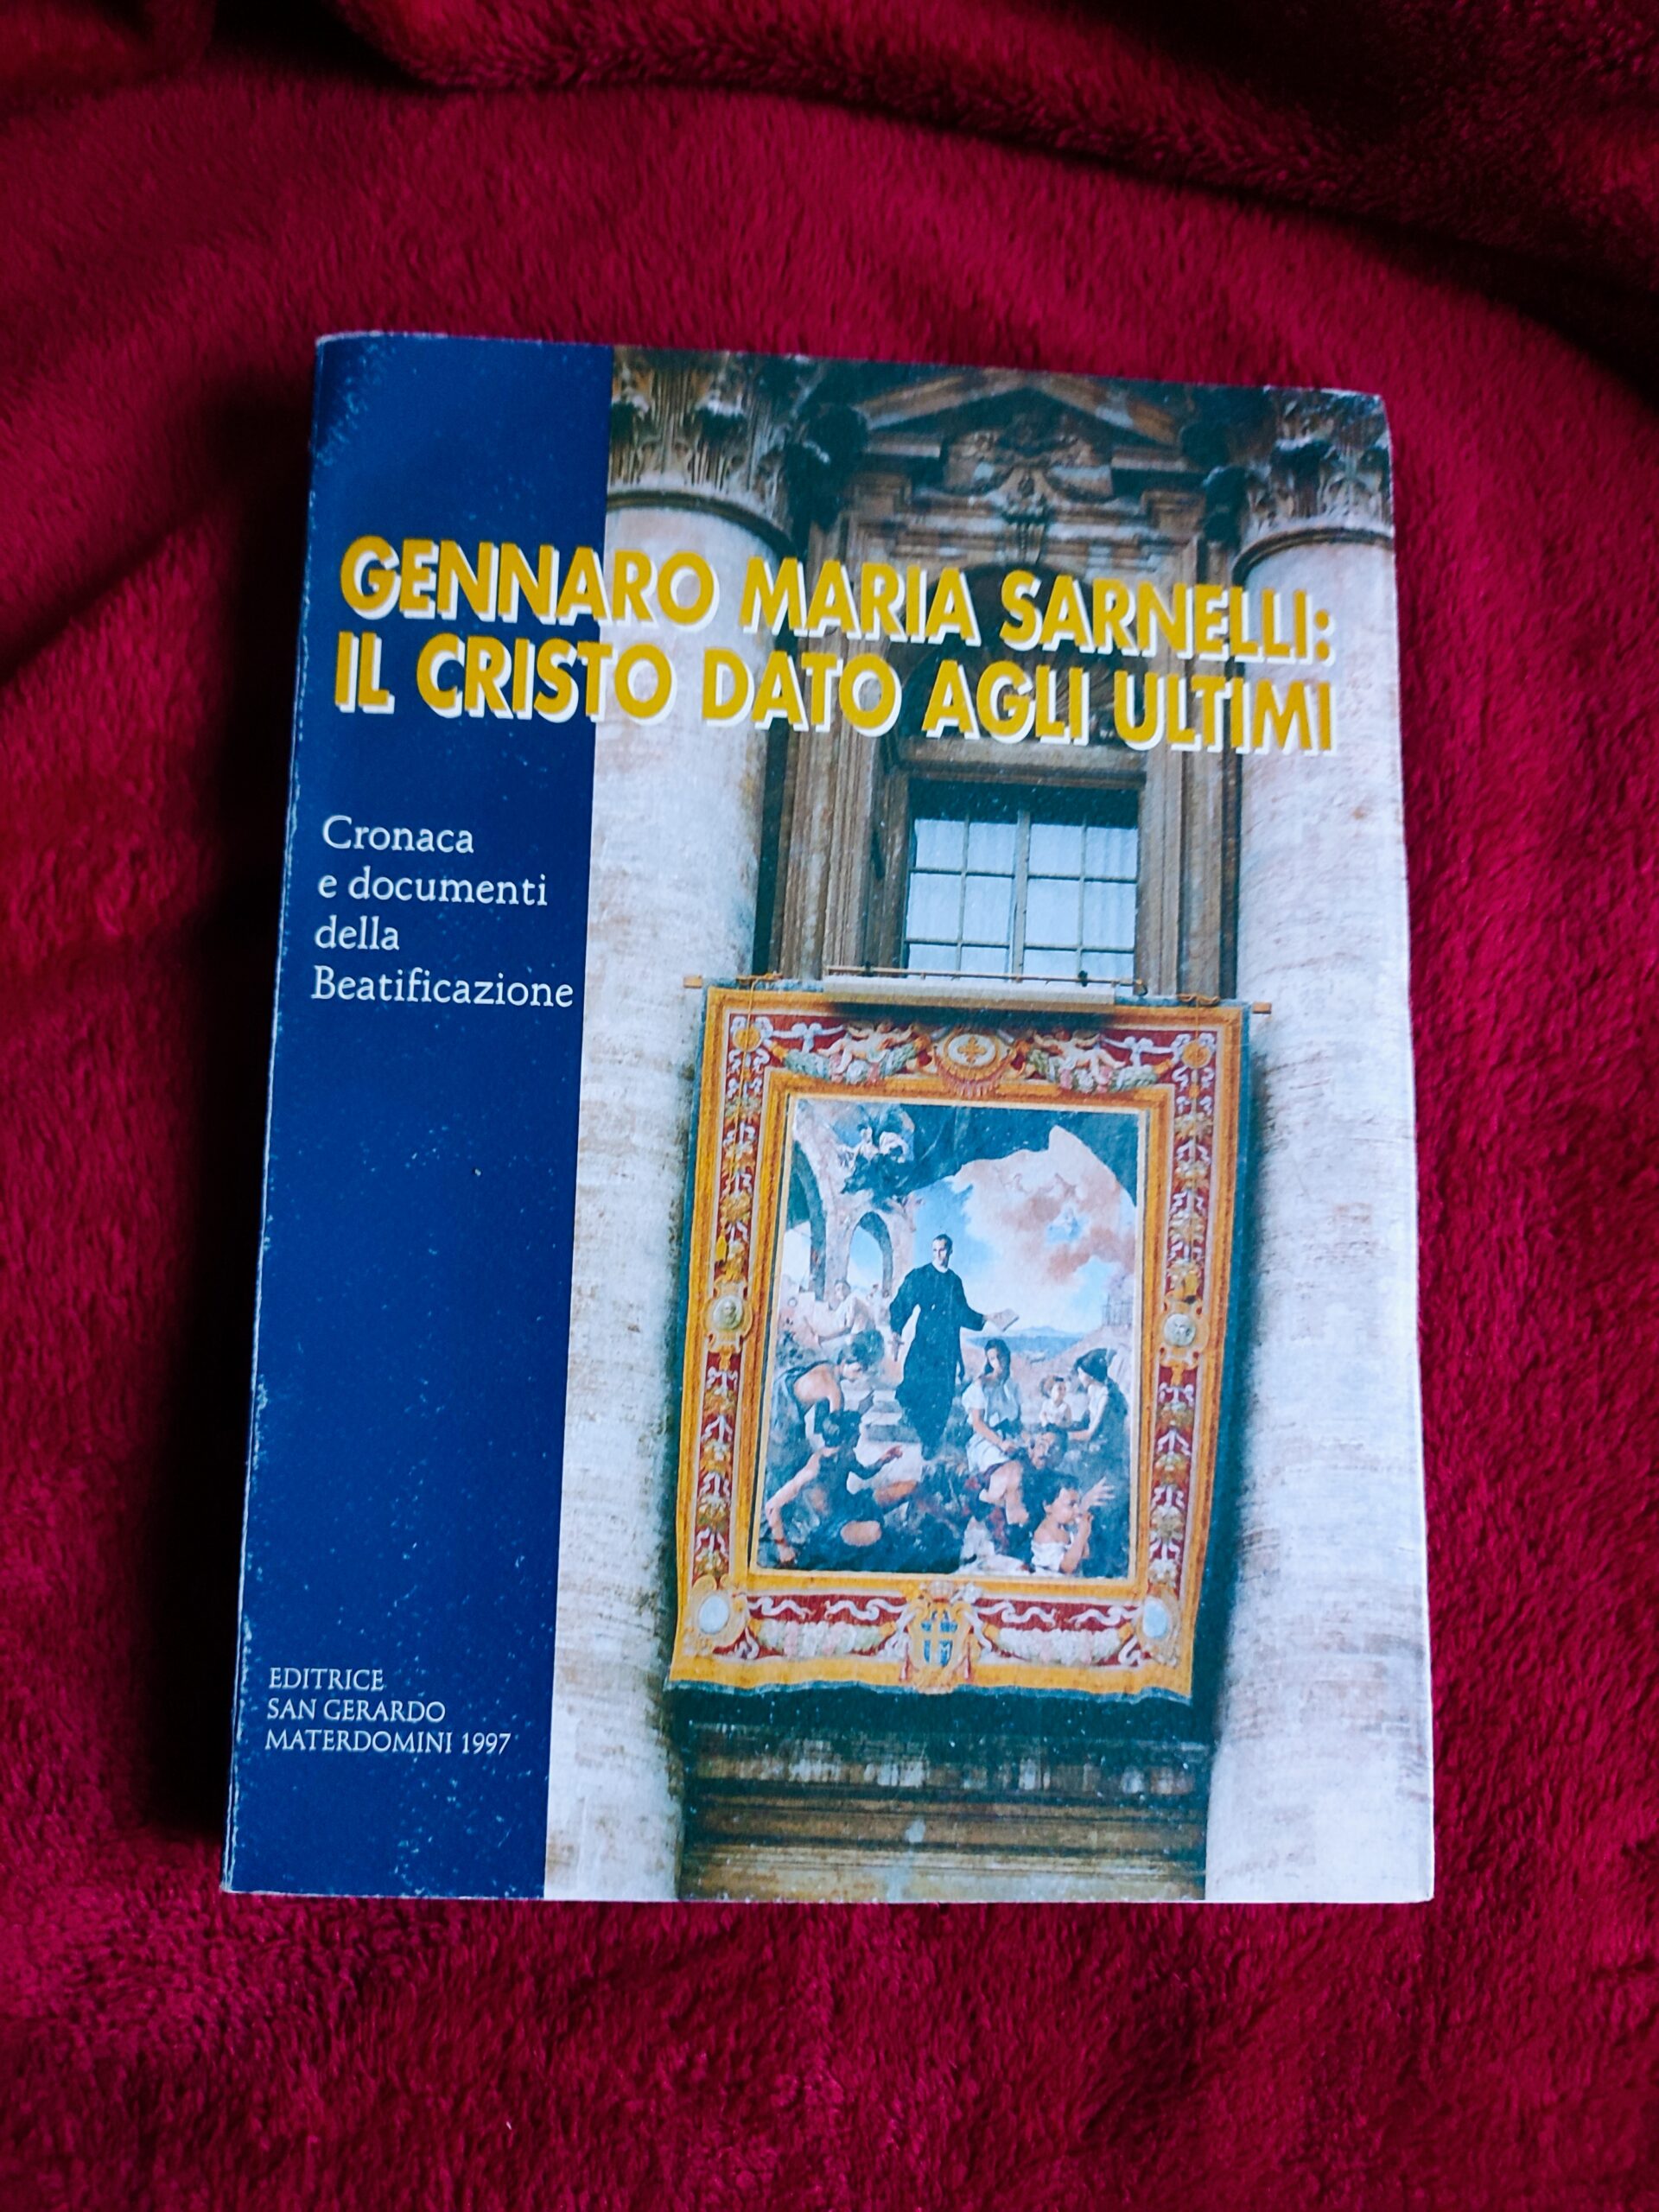 GENNARO MARIA SARNELLI:
IL CRISTO DATO AGLI ULTIMI
Cronaca
e documenti
della
Beatificazione
EDITRICE
SAN GERARDO
MATERDOMINI 1997